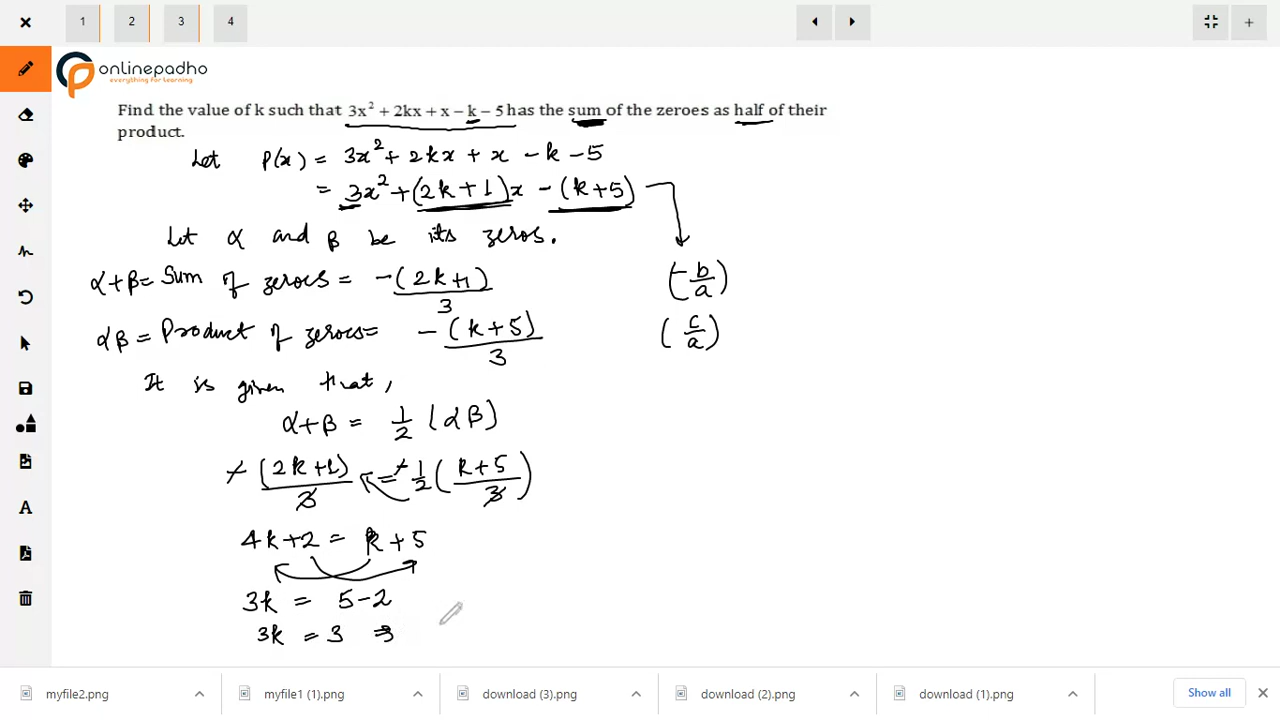 1 2 3 4
onlinepadho
everything for learning
Find the value of k such that 3x² + 2kx + x − k − 5 has the sum of the zeroes as half of their
product.
Let P(x) = 3x² + 2kx + x - k - 5
= 3x² + (2k+1)x - (k+5)
Let α and β be its zeros.
α+β = Sum of zeroes = -(2k+1)/3 (-b/a)
αβ = Product of zeroes = -(k+5)/3 (c/a)
It is given that,
α+β = 1/2 (αβ)
-(2k+1)/3 = -1/2 ((k+5)/3)
4k+2 = k+5
3k = 5-2
3k = 3 ⇒
A
myfile2.png myfile1 (1).png download (3).png download (2).png download (1).png Show all